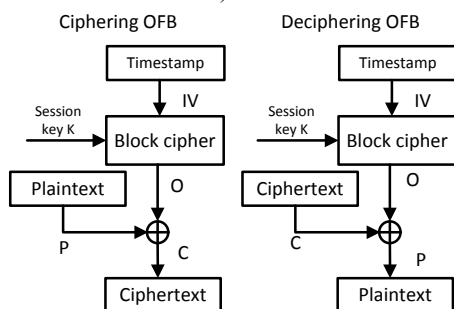 Ciphering OFB
Deciphering OFB
Timestamp
Timestamp
IV
IV
Session
key K
Session
key K
Block cipher
Block cipher
O
O
Plaintext
Ciphertext
P
C
C
P
Ciphertext
Plaintext